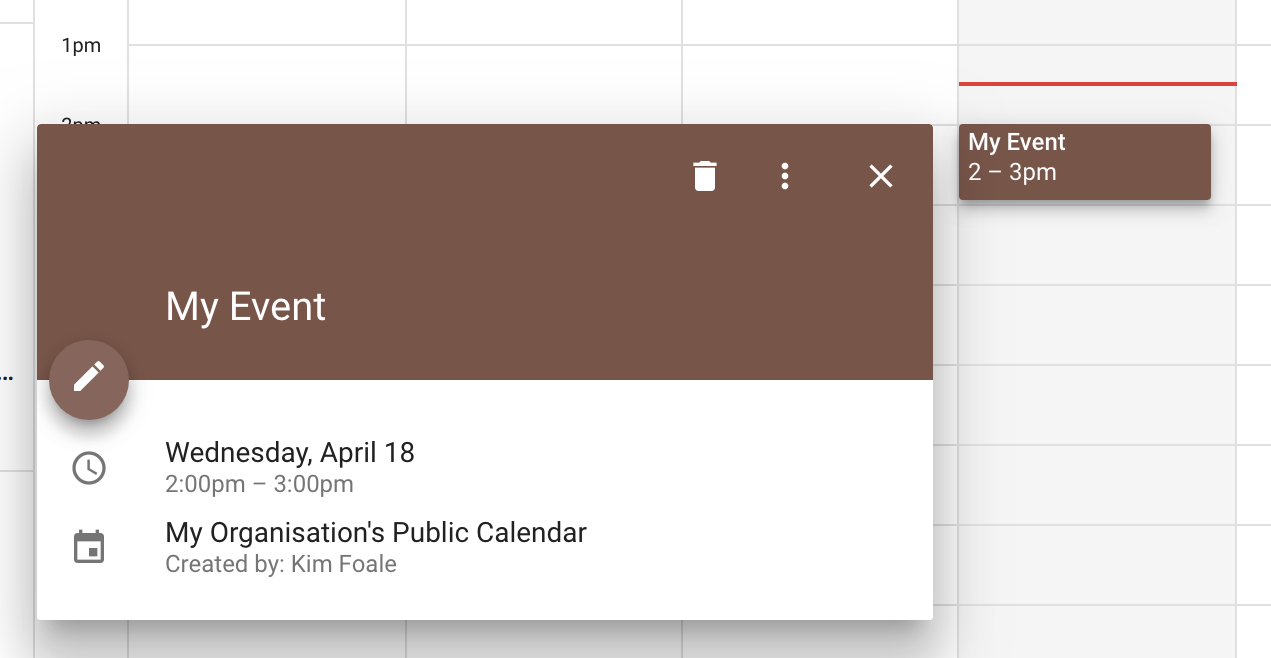 1pm
2pm
My Event
2 – 3pm
My Event
Wednesday, April 18
2:00pm – 3:00pm
My Organisation's Public Calendar
Created by: Kim Foale
...